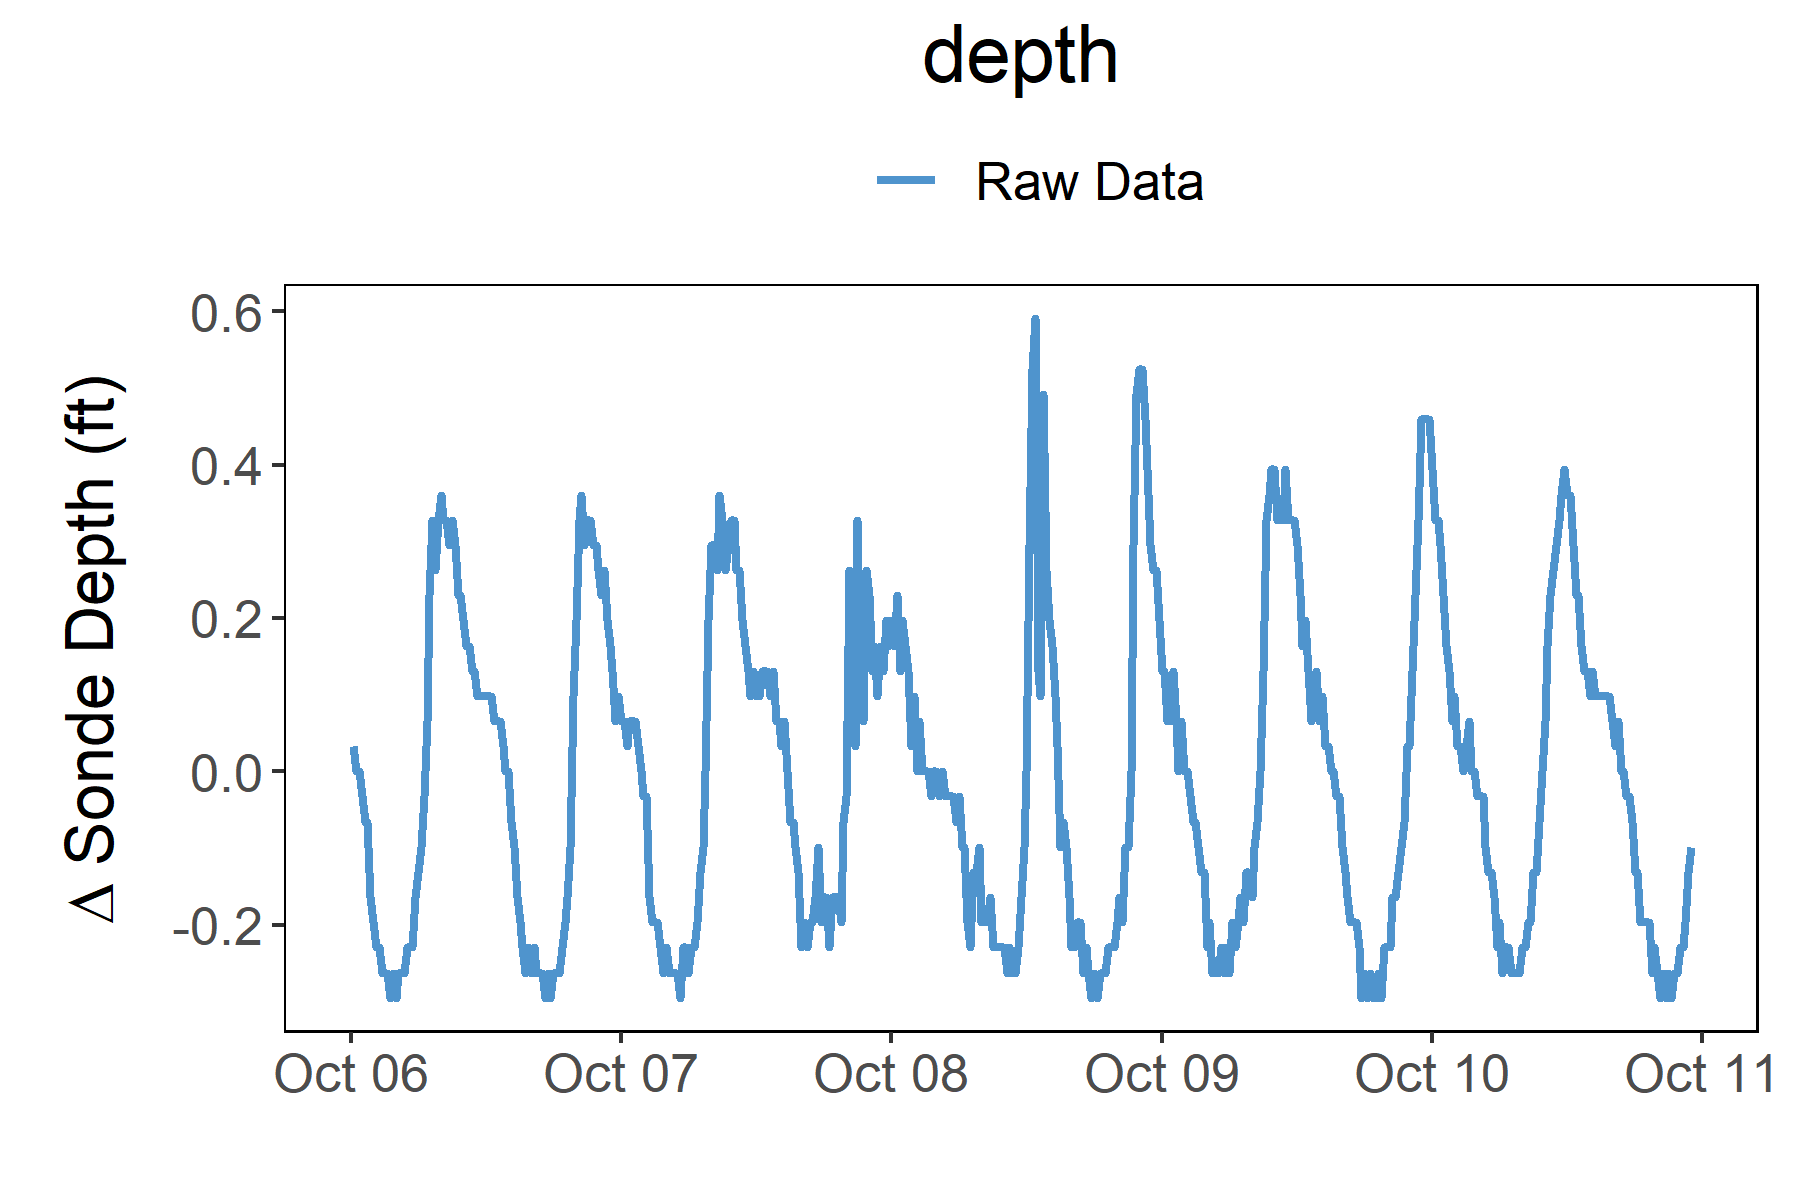 depth
Raw Data
Δ Sonde Depth (ft)
0.6
0.4
0.2
0.0
-0.2
Oct 06 Oct 07 Oct 08 Oct 09 Oct 10 Oct 11